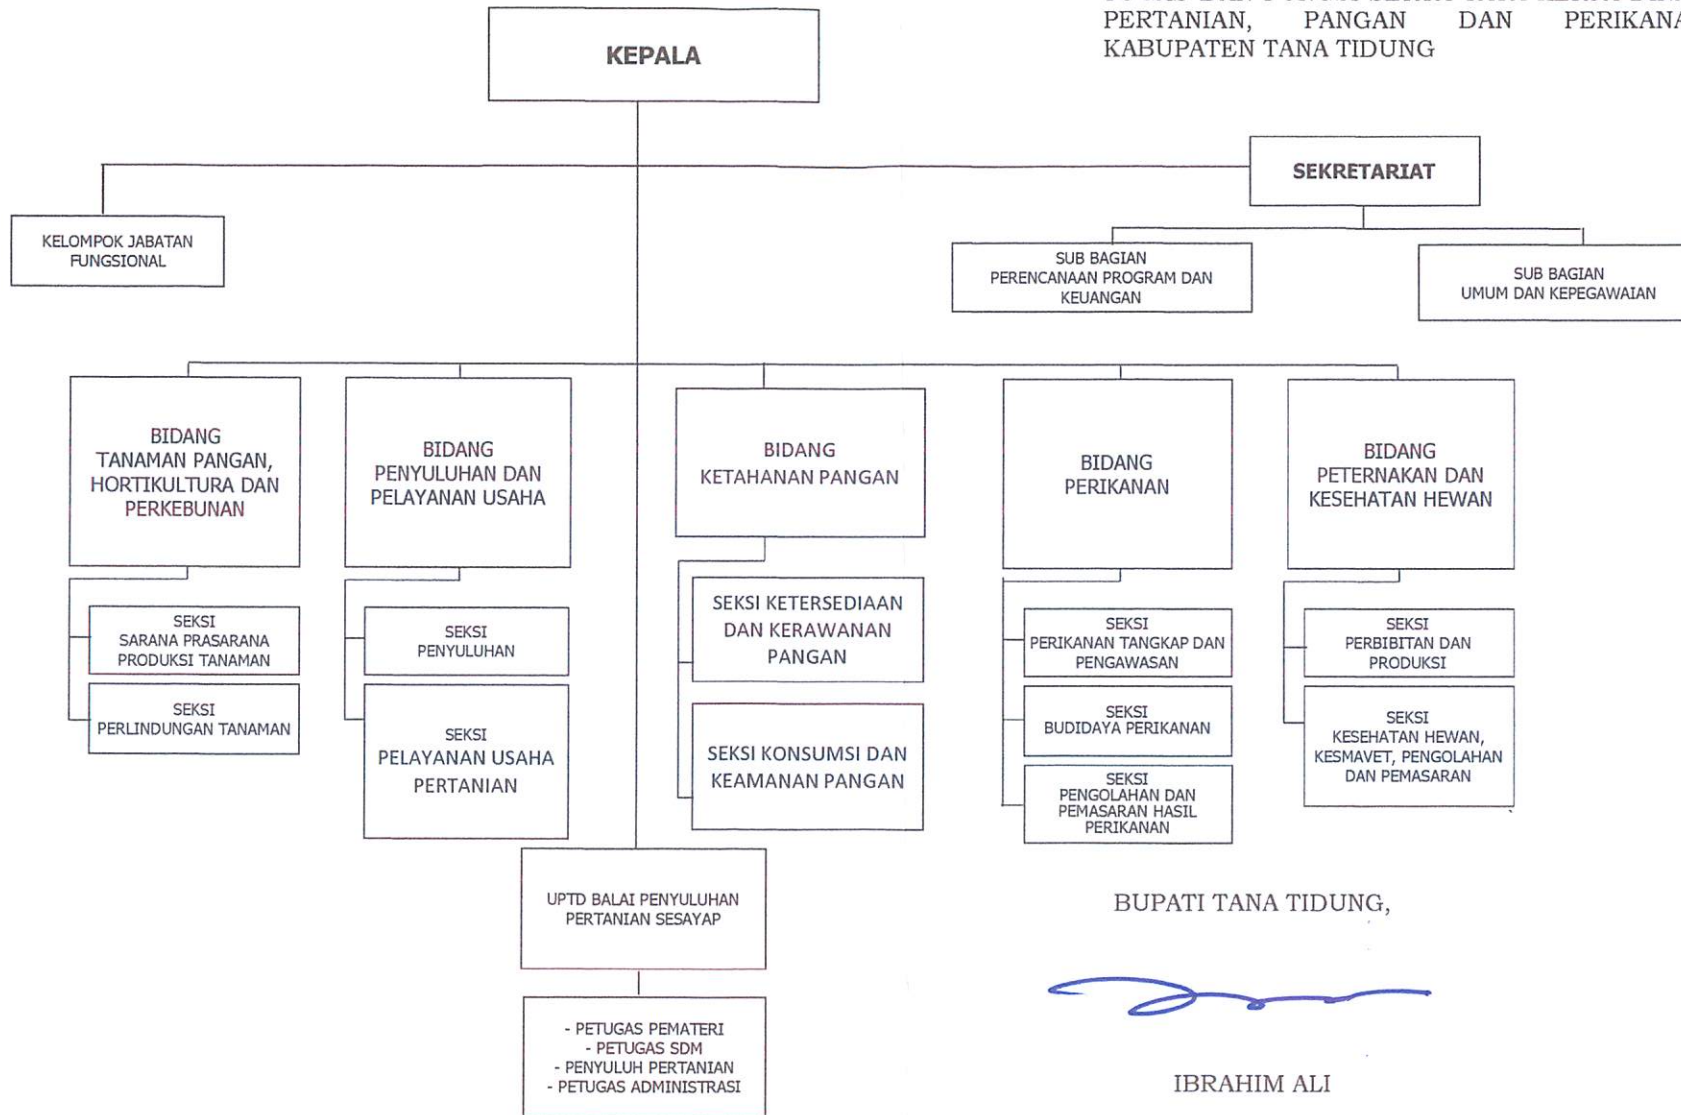 PERTANIAN, PANGAN DAN
KABUPATEN TANA TIDUNG
KEPALA
SEKRETARIAT
KELOMPOK JABATAN
FUNGSIONAL
SUB BAGIAN
PERENCANAAN PROGRAM DAN
KEUANGAN
SUB BAGIAN
UMUM DAN KEPEGAWAIAN
BIDANG
TANAMAN PANGAN,
HORTIKULTURA DAN
PERKEBUNAN
BIDANG
PENYULUHAN DAN
PELAYANAN USAHA
BIDANG
KETAHANAN PANGAN
BIDANG
PERIKANAN
BIDANG
PETERNAKAN DAN
KESEHATAN HEWAN
SEKSI
SARANA PRASARANA
PRODUKSI TANAMAN
SEKSI
PERLINDUNGAN TANAMAN
SEKSI
PENYULUHAN
SEKSI
PELAYANAN USAHA
PERTANIAN
SEKSI KETERSEDIAAN
DAN KERAWANAN
PANGAN
SEKSI KONSUMSI DAN
KEAMANAN PANGAN
SEKSI
PERIKANAN TANGKAP DAN
PENGAWASAN
SEKSI
BUDIDAYA PERIKANAN
SEKSI
PENGOLAHAN DAN
PEMASARAN HASIL
PERIKANAN
SEKSI
PERBIBITAN DAN
PRODUKSI
SEKSI
KESEHATAN HEWAN,
KESMAVET, PENGOLAHAN
DAN PEMASARAN
UPTD BALAI PENYULUHAN
PERTANIAN SESAYAP
- PETUGAS PEMATERI
- PETUGAS SDM
- PENYULUH PERTANIAN
- PETUGAS ADMINISTRASI
BUPATI TANA TIDUNG,
IBRAHIM ALI